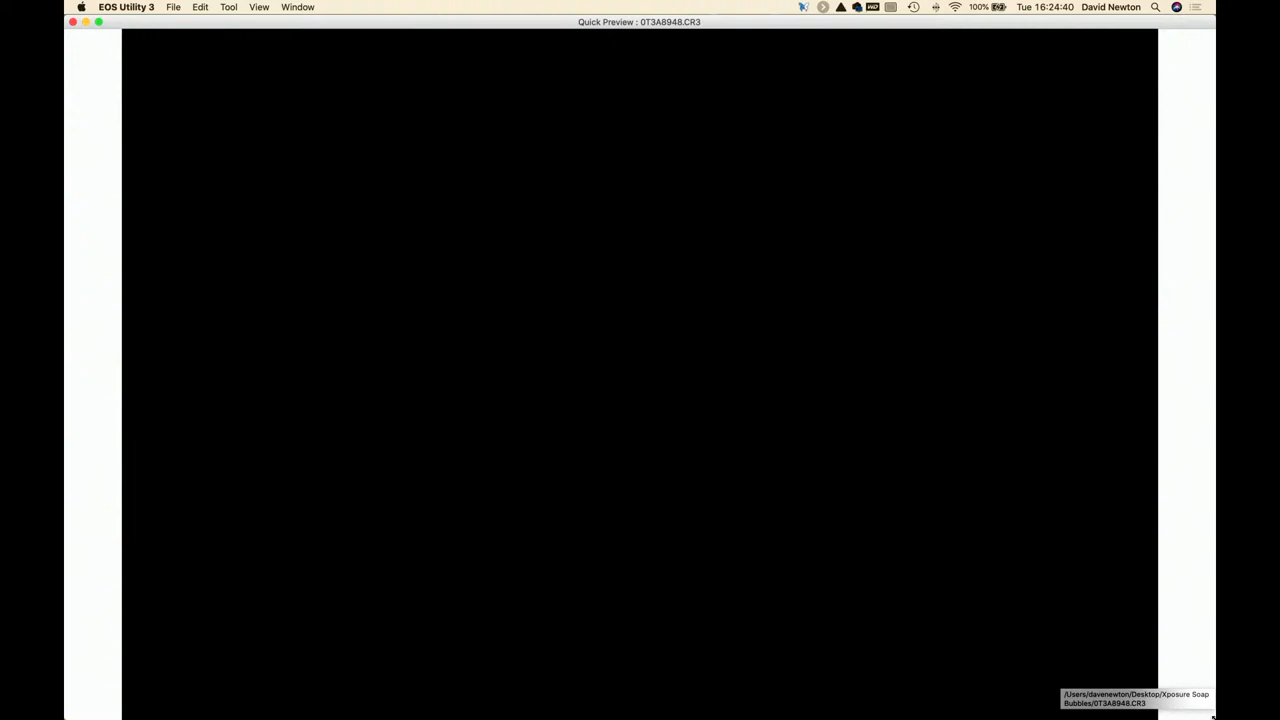 EOS Utility 3 File Edit Tool View Window WD 100% Tue 16:24:40 David Newton
Quick Preview : 0T3A8948.CR3
/Users/davenewton/Desktop/Xposure Soap
Bubbles/0T3A8948.CR3